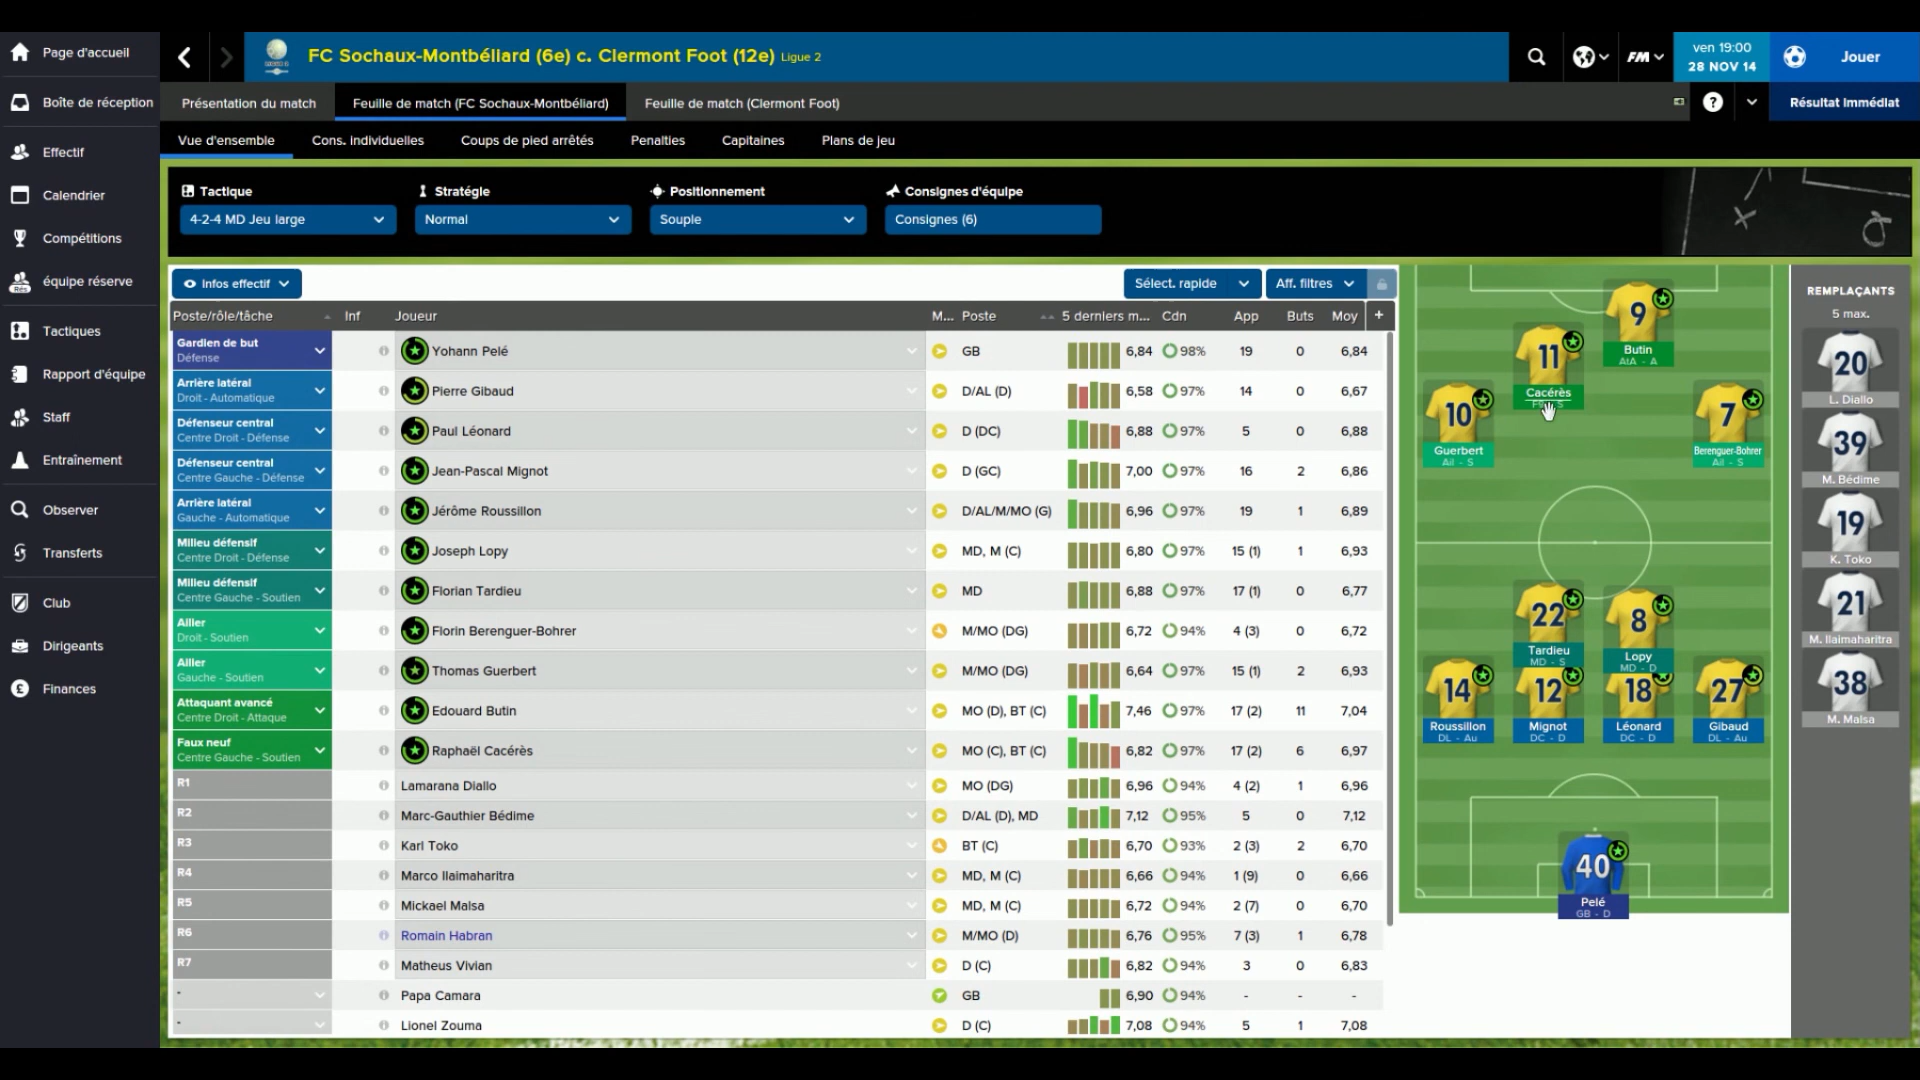 Page d'accueil
Boîte de réception
Effectif
Calendrier
Compétitions
équipe réserve
Tactiques
Rapport d'équipe
Staff
Entraînement
Observer
Transferts
Club
Dirigeants
Finances
FC Sochaux-Montbéliard (6e) c. Clermont Foot (12e) Ligue 2
FM
ven 19:00
28 NOV 14
Jouer
Présentation du match Feuille de match (FC Sochaux-Montbéliard) Feuille de match (Clermont Foot)
? Résultat Immédiat
Vue d'ensemble Cons. individuelles Coups de pied arrêtés Penalties Capitaines Plans de jeu
Tactique Stratégie Positionnement Consignes d'équipe
4-2-4 MD Jeu large Normal Souple Consignes (6)
Infos effectif Sélect. rapide Aff. filtres
Poste/rôle/tâche Inf Joueur M... Poste 5 derniers m... Cdn App Buts Moy +
Gardien de but
Défense
Yohann Pelé GB 6,84 98% 19 0 6,84
Arrière latéral
Droit - Automatique
Pierre Gibaud D/AL (D) 6,58 97% 14 0 6,67
Défenseur central
Centre Droit - Défense
Paul Léonard D (DC) 6,88 97% 5 0 6,88
Défenseur central
Centre Gauche - Défense
Jean-Pascal Mignot D (GC) 7,00 97% 16 2 6,86
Arrière latéral
Gauche - Automatique
Jérôme Roussillon D/AL/M/MO (G) 6,96 97% 19 1 6,89
Milieu défensif
Centre Droit - Défense
Joseph Lopy MD, M (C) 6,80 97% 15 (1) 1 6,93
Milieu défensif
Centre Gauche - Soutien
Florian Tardieu MD 6,88 97% 17 (1) 0 6,77
Ailier
Droit - Soutien
Florin Berenguer-Bohrer M/MO (DG) 6,72 94% 4 (3) 0 6,72
Ailier
Gauche - Soutien
Thomas Guerbert M/MO (DG) 6,64 97% 15 (1) 2 6,93
Attaquant avancé
Centre Droit - Attaque
Edouard Butin MO (D), BT (C) 7,46 97% 17 (2) 11 7,04
Faux neuf
Centre Gauche - Soutien
Raphaël Cacérès MO (C), BT (C) 6,82 97% 17 (2) 6 6,97
R1 Lamarana Diallo MO (DG) 6,96 94% 4 (2) 1 6,96
R2 Marc-Gauthier Bédime D/AL (D), MD 7,12 95% 5 0 7,12
R3 Karl Toko BT (C) 6,70 93% 2 (3) 2 6,70
R4 Marco Ilaimaharitra MD, M (C) 6,66 94% 1 (9) 0 6,66
R5 Mickael Malsa MD, M (C) 6,72 94% 2 (7) 0 6,70
R6 Romain Habran M/MO (D) 6,76 95% 7 (3) 1 6,78
R7 Matheus Vivian D (C) 6,82 94% 3 0 6,83
- Papa Camara GB 6,90 94% - - -
- Lionel Zouma D (C) 7,08 94% 5 1 7,08
9
Butin
AtA - A
11
Cacérès
10
Guerbert
Ail - S
7
Berenguer-Bohrer
Ail - S
22
Tardieu
MD - S
8
Lopy
MD - D
14
Roussillon
DL - Au
12
Mignot
DC - D
18
Léonard
DC - D
27
Gibaud
DL - Au
40
Pelé
GB - D
REMPLAÇANTS
5 max.
20
L. Diallo
39
M. Bédime
19
K. Toko
21
M. Ilaimaharitra
38
M. Malsa